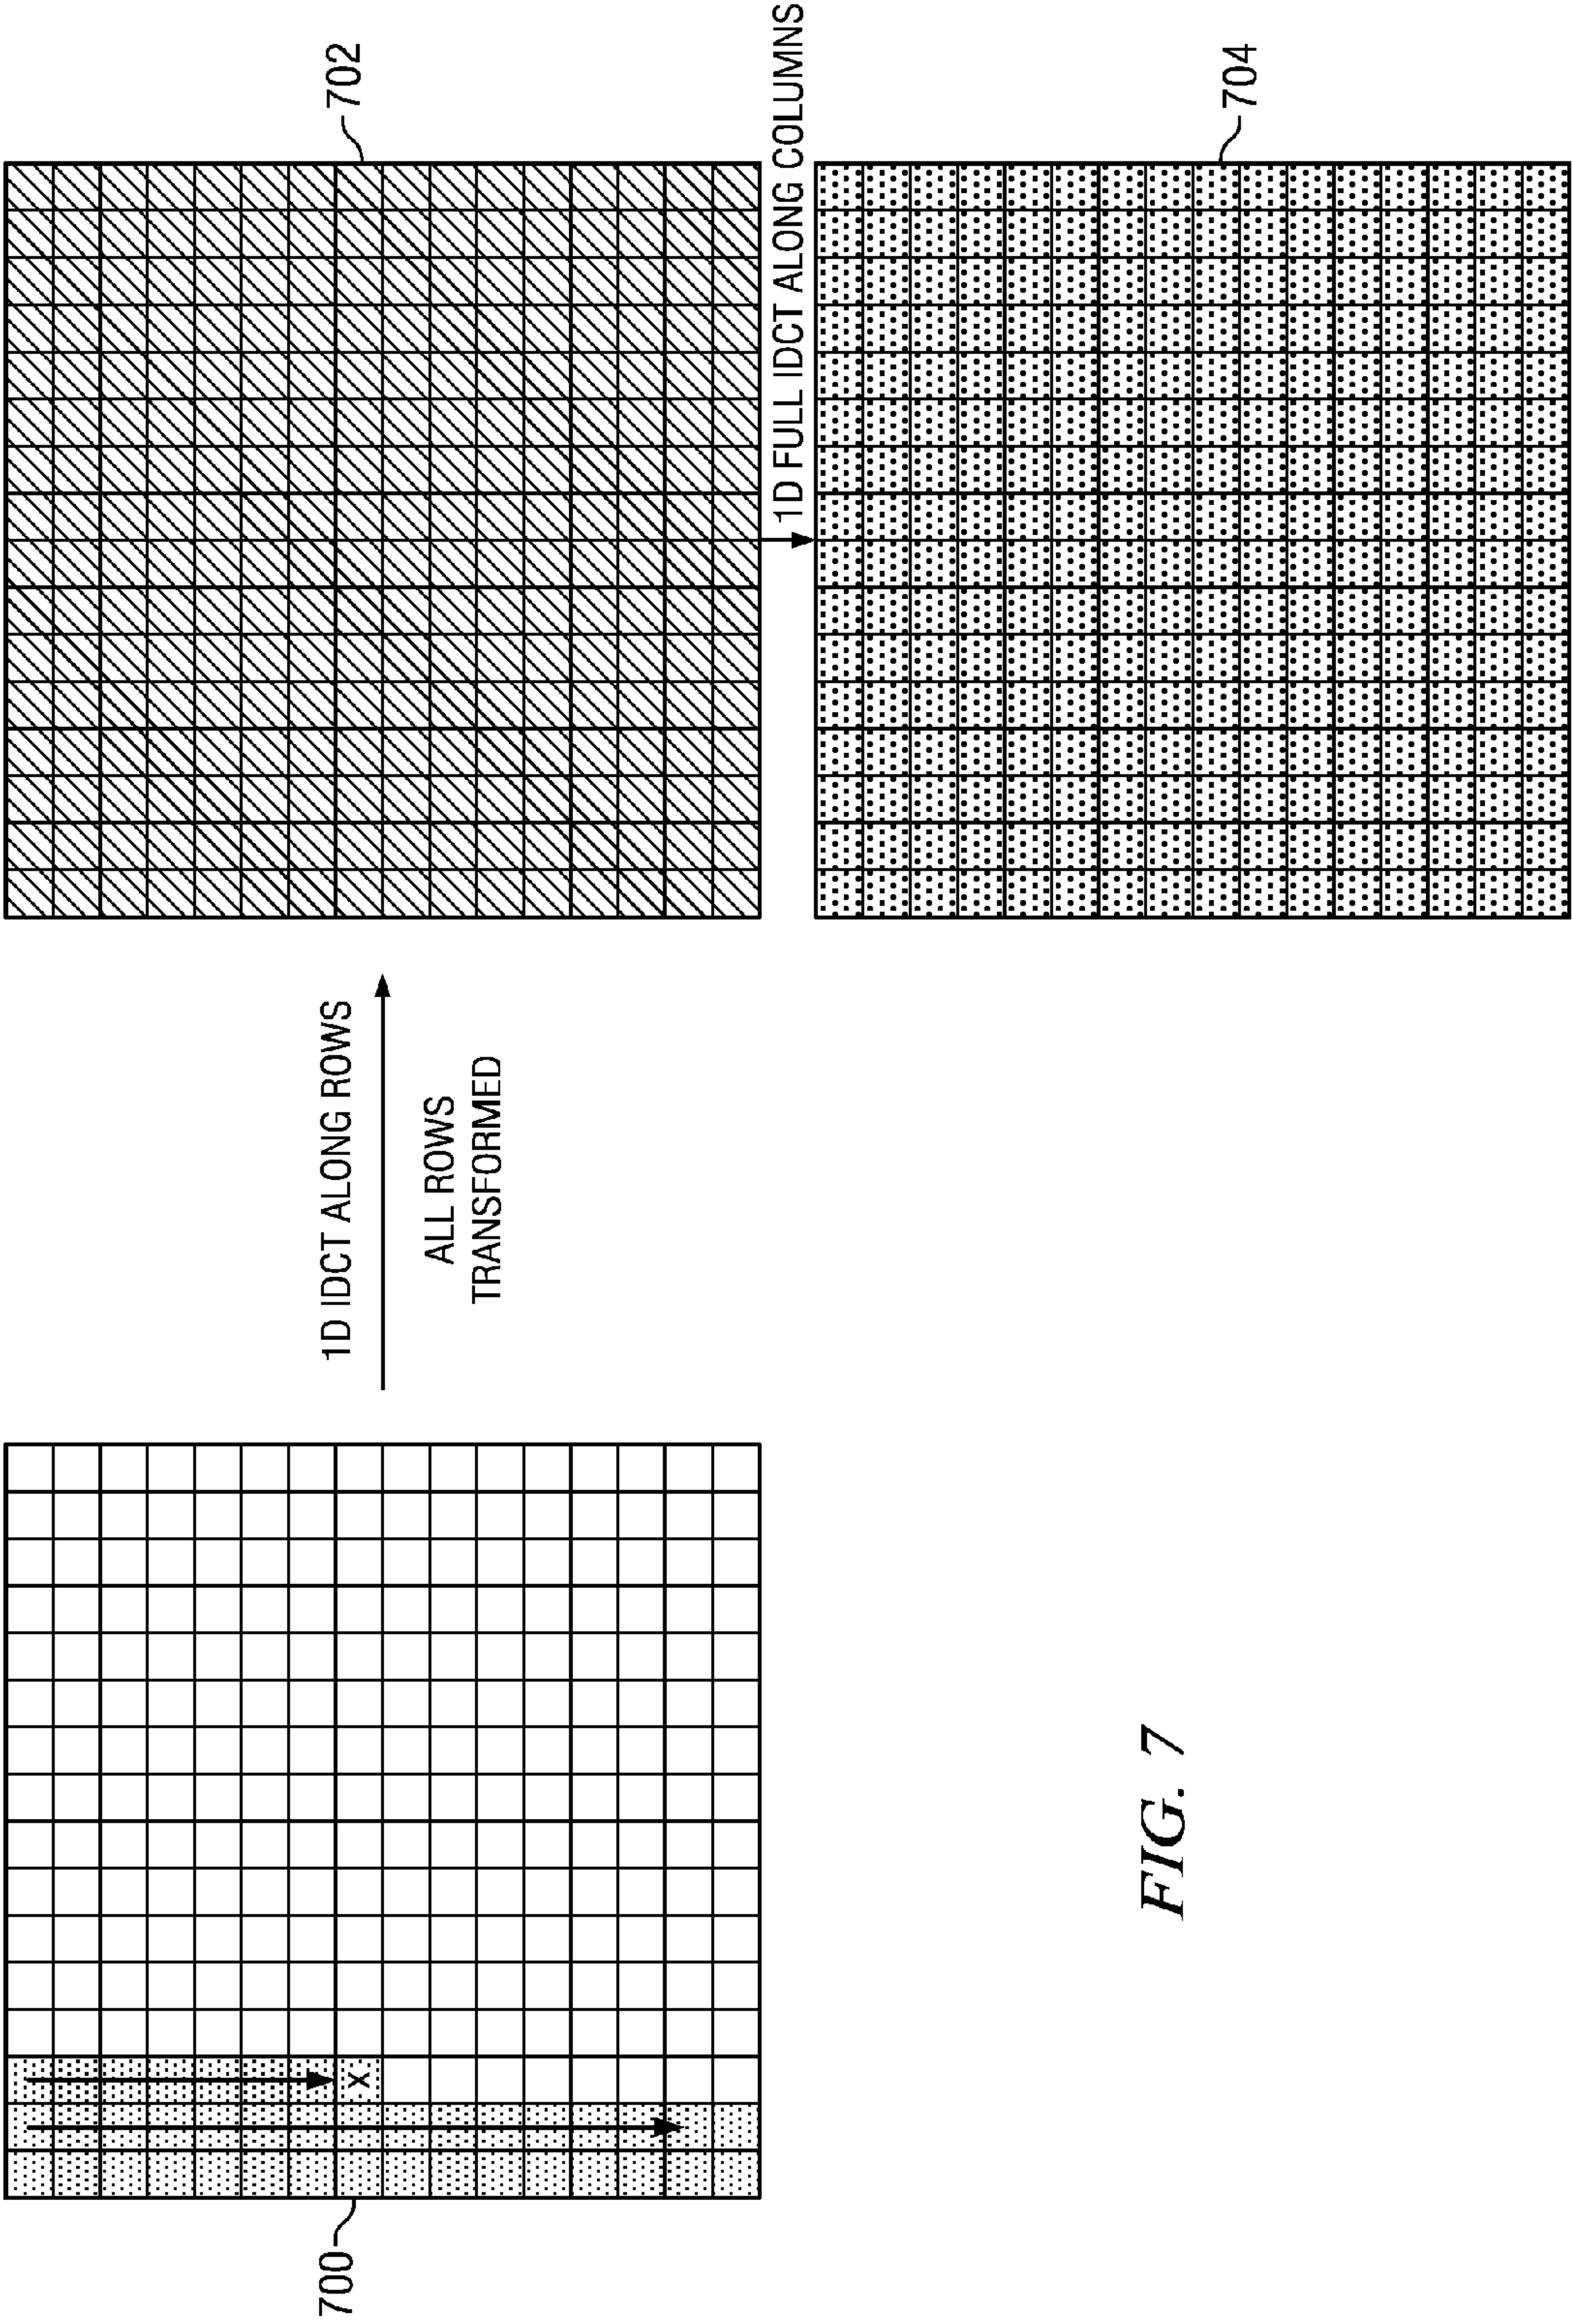 700
X
1D IDCT ALONG ROWS
ALL ROWS
TRANSFORMED
702
1D FULL IDCT ALONG COLUMNS
704
FIG. 7